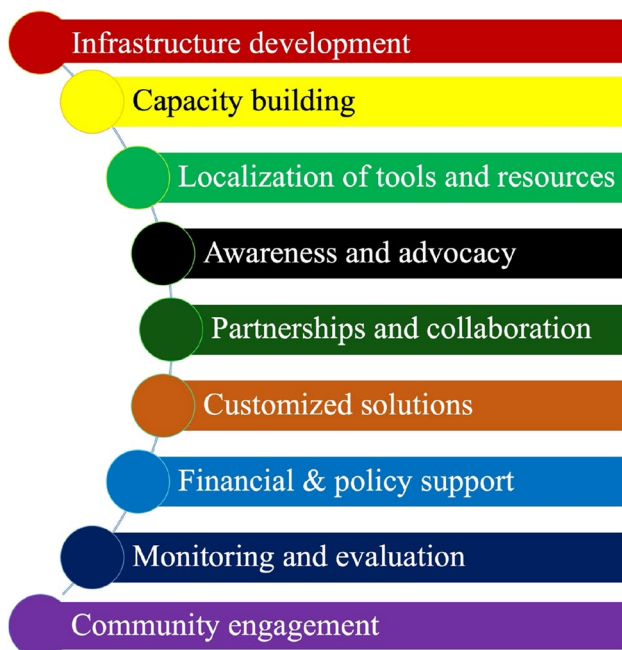 Infrastructure development
Capacity building
Localization of tools and resources
Awareness and advocacy
Partnerships and collaboration
Customized solutions
Financial & policy support
Monitoring and evaluation
Community engagement